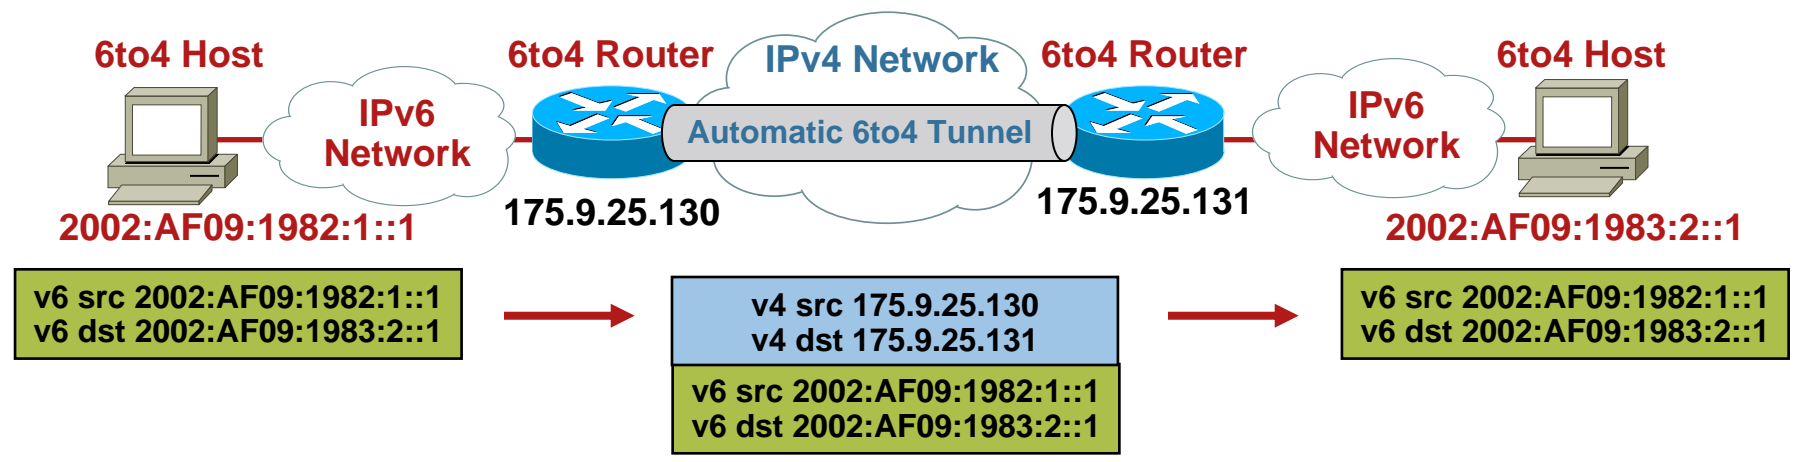 6to4 Host
6to4 Router
IPv4 Network
6to4 Router
6to4 Host
IPv6
Network
Automatic 6to4 Tunnel
IPv6
Network
2002:AF09:1982:1::1
175.9.25.130
175.9.25.131
2002:AF09:1983:2::1
v6 src 2002:AF09:1982:1::1
v6 dst 2002:AF09:1983:2::1
v4 src 175.9.25.130
v4 dst 175.9.25.131
v6 src 2002:AF09:1982:1::1
v6 dst 2002:AF09:1983:2::1
v6 src 2002:AF09:1982:1::1
v6 dst 2002:AF09:1983:2::1